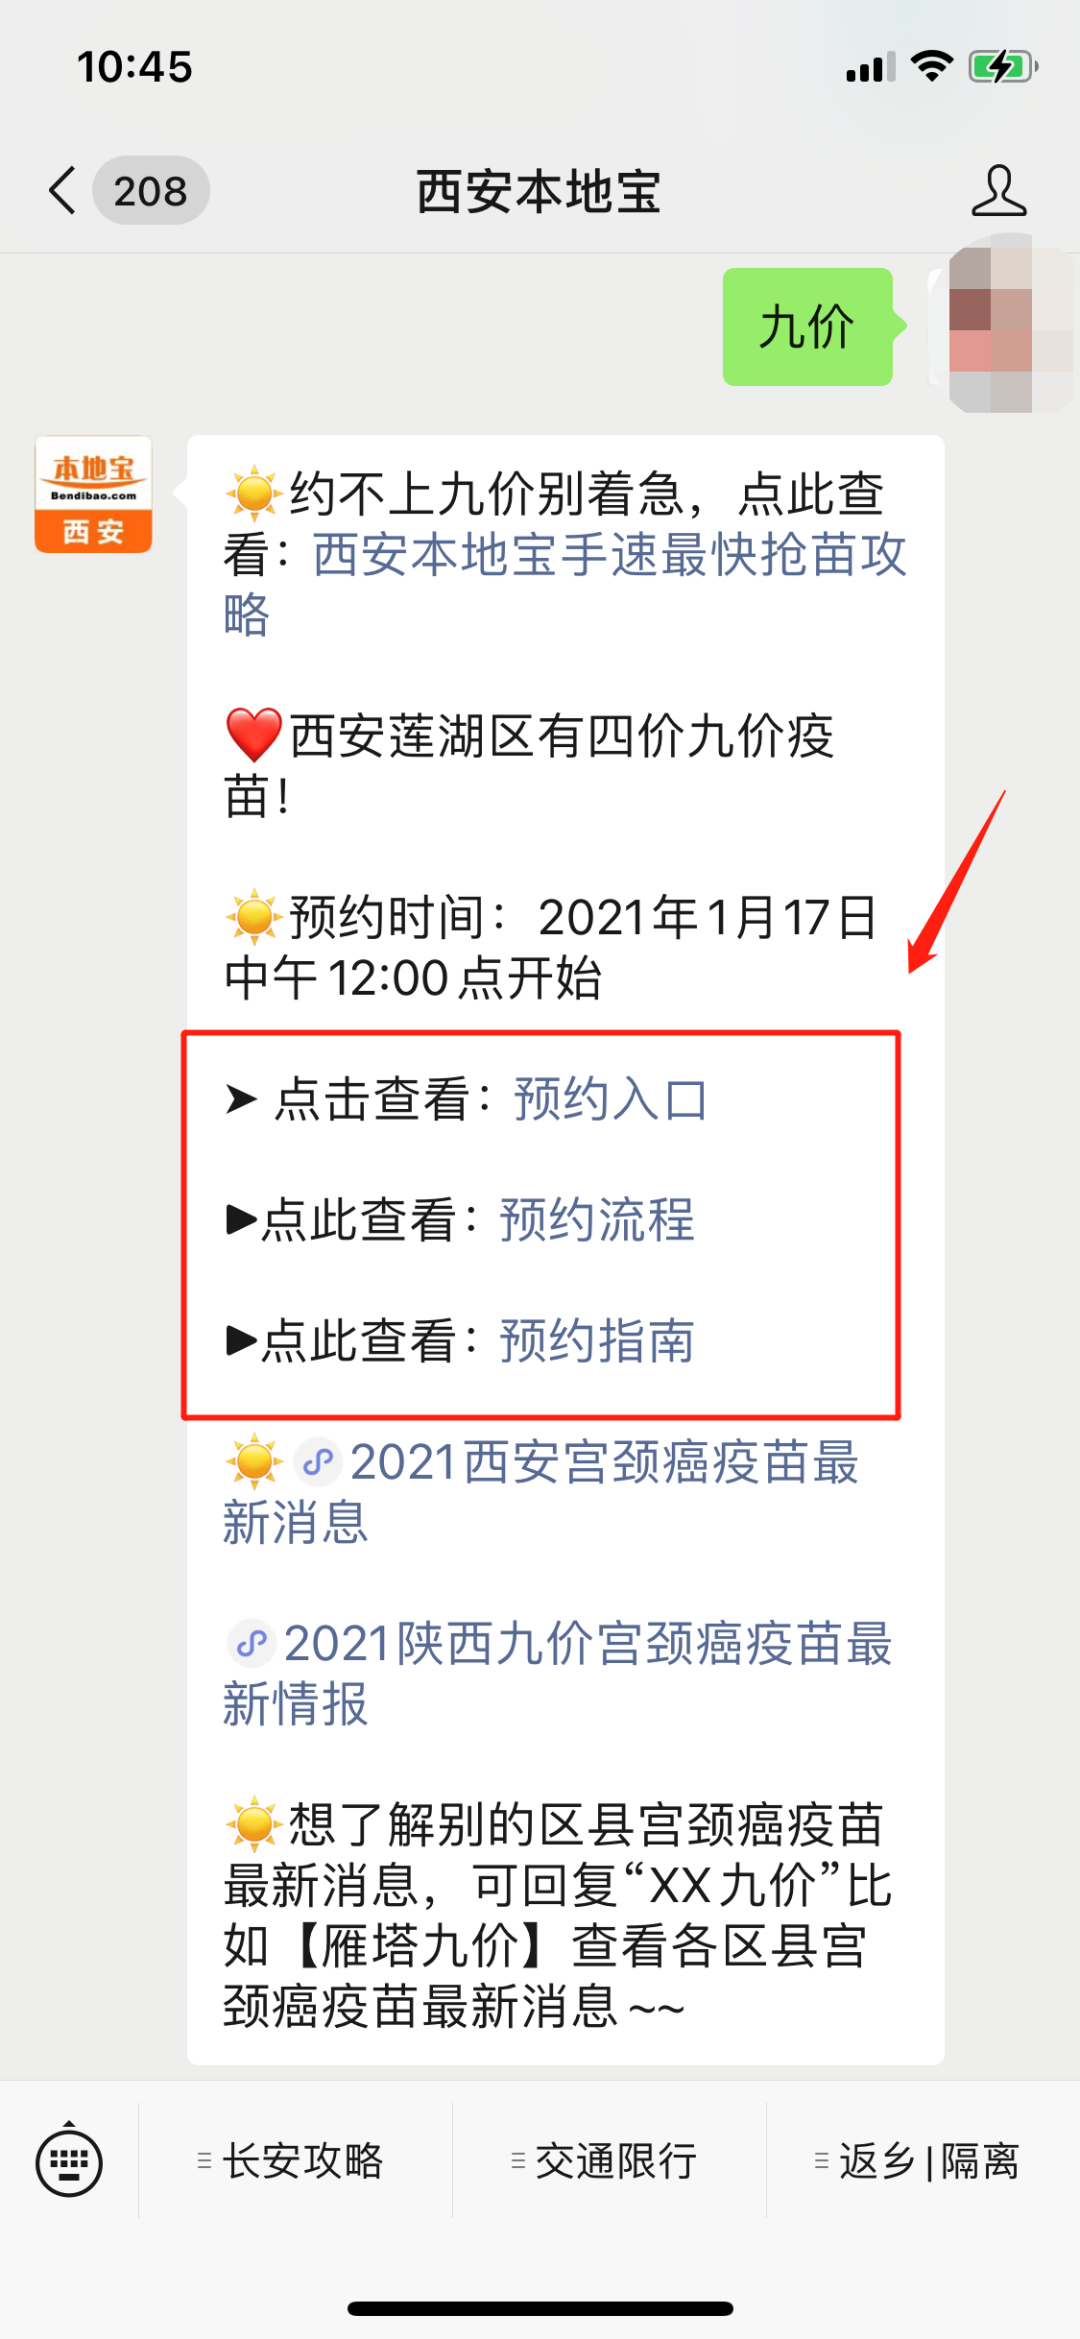 10:45
208
西安本地宝
九价
本地宝
Bendibao.com
西安
☀️约不上九价别着急，点此查
看：西安本地宝手速最快抢苗攻
略
❤️西安莲湖区有四价九价疫
苗！
☀️预约时间：2021年1月17日
中午12:00点开始
➤ 点击查看：预约入口
▶点此查看：预约流程
▶点此查看：预约指南
☀️2021西安宫颈癌疫苗最
新消息
2021陕西九价宫颈癌疫苗最
新情报
☀️想了解别的区县宫颈癌疫苗
最新消息，可回复“XX九价”比
如【雁塔九价】查看各区县宫
颈癌疫苗最新消息~~
长安攻略
交通限行
返乡|隔离